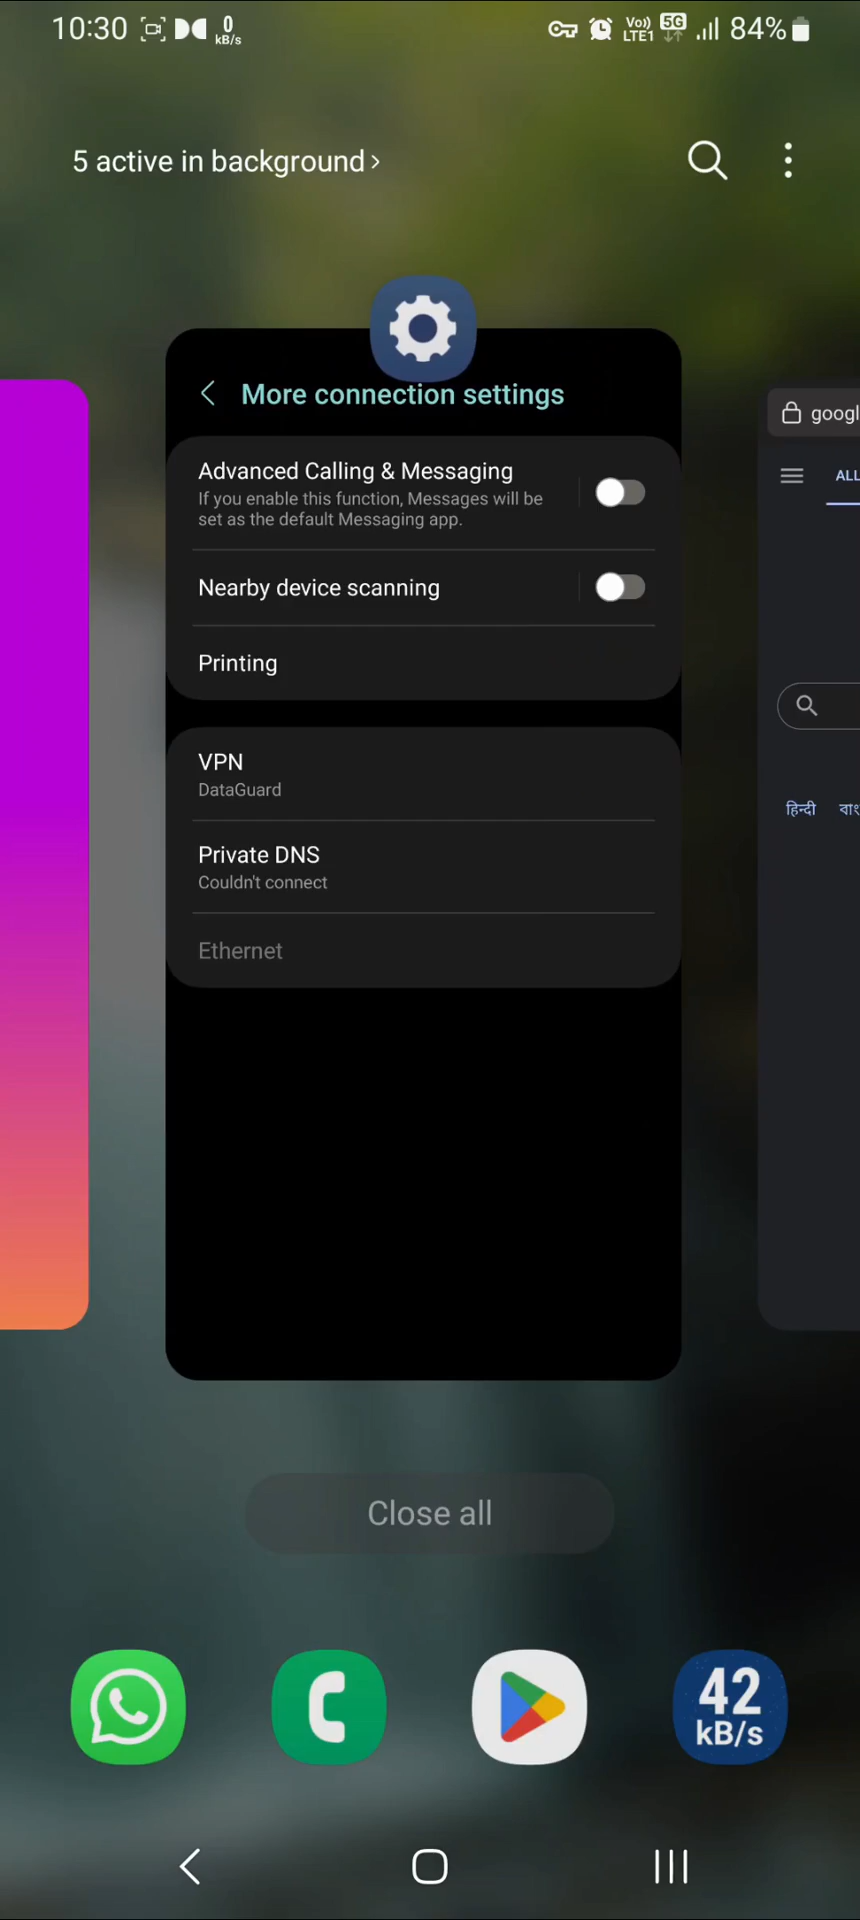 10:30
0
kB/s
Vo))
LTE1
5G
84%
5 active in background
More connection settings
Advanced Calling & Messaging
If you enable this function, Messages will be
set as the default Messaging app.
Nearby device scanning
Printing
VPN
DataGuard
Private DNS
Couldn't connect
Ethernet
googl
ALL
हिन्दी
বাং
Close all
42
kB/s